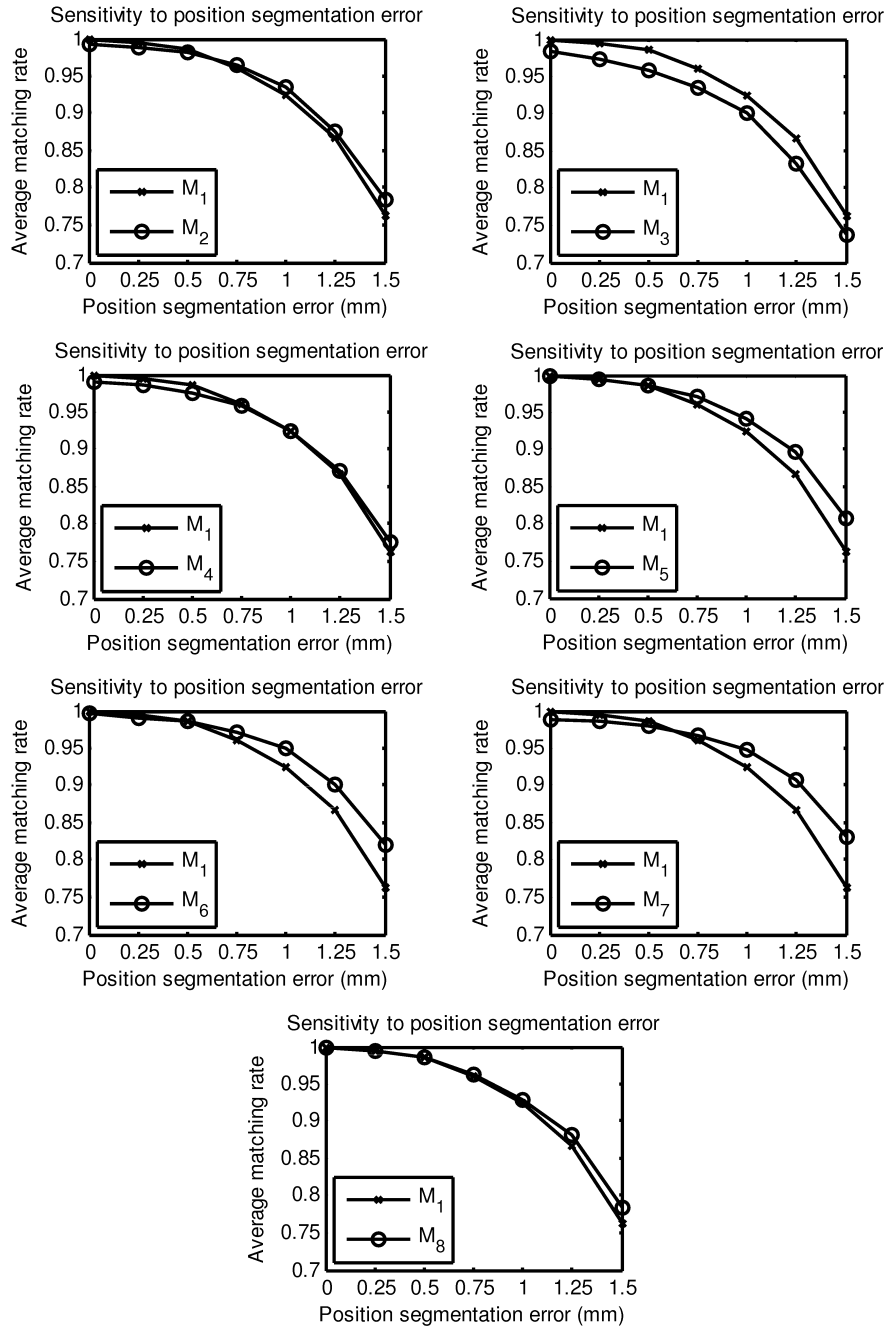 Sensitivity to position segmentation error
1
0.95
0.9
0.85
0.8
0.75
0.7
Average matching rate
M1
M2
0 0.25 0.5 0.75 1 1.25 1.5
Position segmentation error (mm)
Sensitivity to position segmentation error
1
0.95
0.9
0.85
0.8
0.75
0.7
Average matching rate
M1
M3
0 0.25 0.5 0.75 1 1.25 1.5
Position segmentation error (mm)
Sensitivity to position segmentation error
1
0.95
0.9
0.85
0.8
0.75
0.7
Average matching rate
M1
M4
0 0.25 0.5 0.75 1 1.25 1.5
Position segmentation error (mm)
Sensitivity to position segmentation error
1
0.95
0.9
0.85
0.8
0.75
0.7
Average matching rate
M1
M5
0 0.25 0.5 0.75 1 1.25 1.5
Position segmentation error (mm)
Sensitivity to position segmentation error
1
0.95
0.9
0.85
0.8
0.75
0.7
Average matching rate
M1
M6
0 0.25 0.5 0.75 1 1.25 1.5
Position segmentation error (mm)
Sensitivity to position segmentation error
1
0.95
0.9
0.85
0.8
0.75
0.7
Average matching rate
M1
M7
0 0.25 0.5 0.75 1 1.25 1.5
Position segmentation error (mm)
Sensitivity to position segmentation error
1
0.95
0.9
0.85
0.8
0.75
0.7
Average matching rate
M1
M8
0 0.25 0.5 0.75 1 1.25 1.5
Position segmentation error (mm)